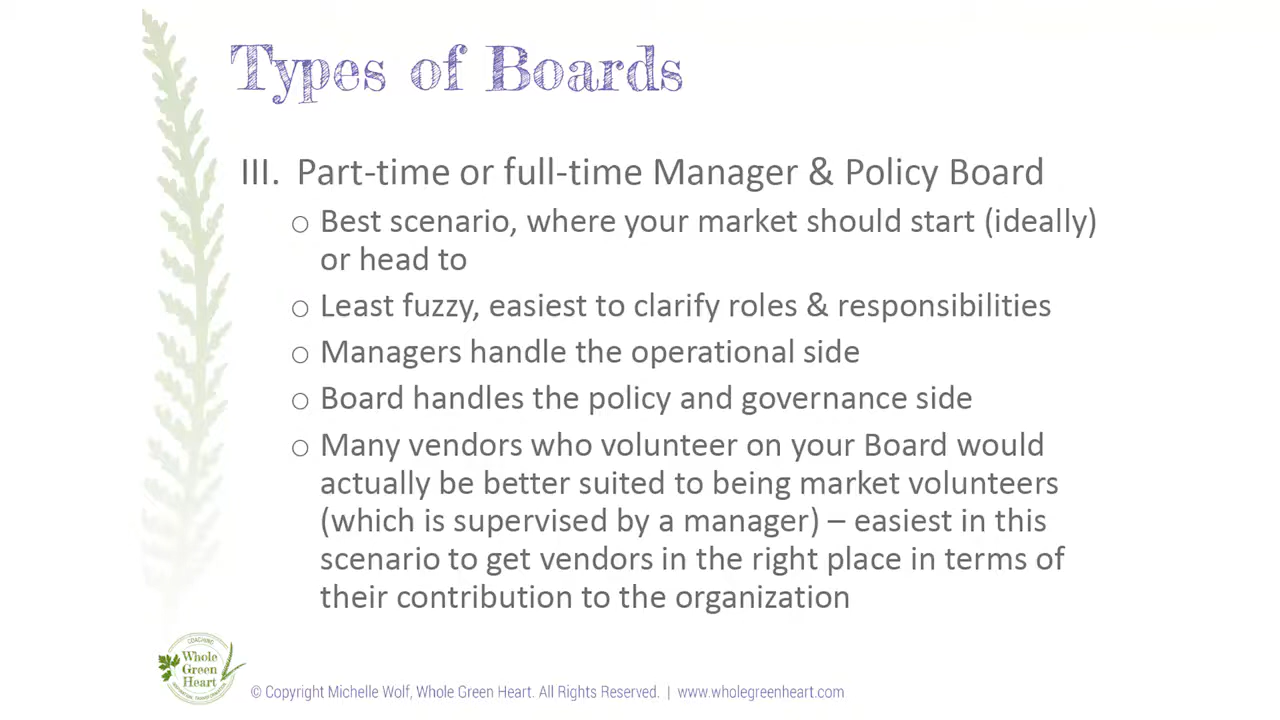 Types of Boards
III. Part-time or full-time Manager & Policy Board
○ Best scenario, where your market should start (ideally)
or head to
○ Least fuzzy, easiest to clarify roles & responsibilities
○ Managers handle the operational side
○ Board handles the policy and governance side
○ Many vendors who volunteer on your Board would
actually be better suited to being market volunteers
(which is supervised by a manager) – easiest in this
scenario to get vendors in the right place in terms of
their contribution to the organization
COACHING
Whole
Green
Heart
© Copyright Michelle Wolf, Whole Green Heart. All Rights Reserved. | www.wholegreenheart.com